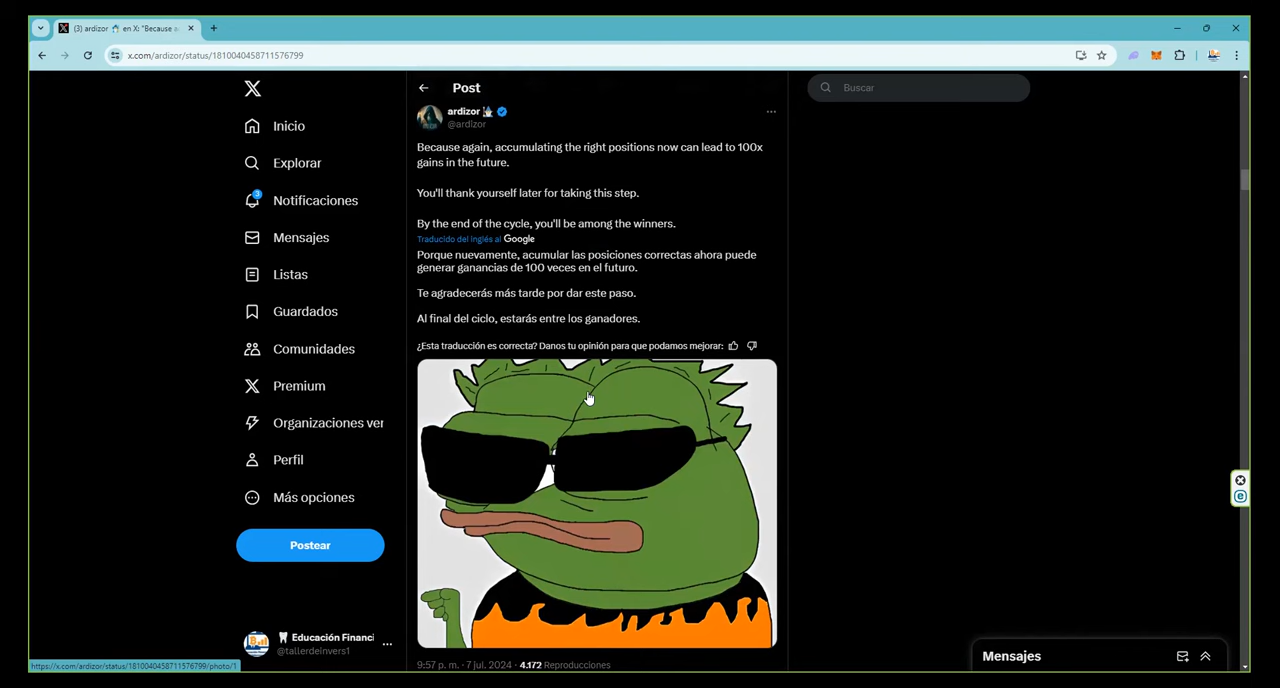 (3) ardizor en X: "Because a
x.com/ardizor/status/1810040458711576799
Post
Buscar
ardizor
@ardizor
Inicio
Explorar
3
Notificaciones
Mensajes
Listas
Guardados
Comunidades
Premium
Organizaciones ver
Perfil
Más opciones
Postear
Because again, accumulating the right positions now can lead to 100x
gains in the future.
You'll thank yourself later for taking this step.
By the end of the cycle, you'll be among the winners.
Traducido del inglés al Google
Porque nuevamente, acumular las posiciones correctas ahora puede
generar ganancias de 100 veces en el futuro.
Te agradecerás más tarde por dar este paso.
Al final del ciclo, estarás entre los ganadores.
¿Esta traducción es correcta? Danos tu opinión para que podamos mejorar:
9:57 p. m. · 7 jul. 2024 · 4.172 Reproducciones
Educación Financi
@tallerdeinvers1
Mensajes
https://x.com/ardizor/status/1810040458711576799/photo/1